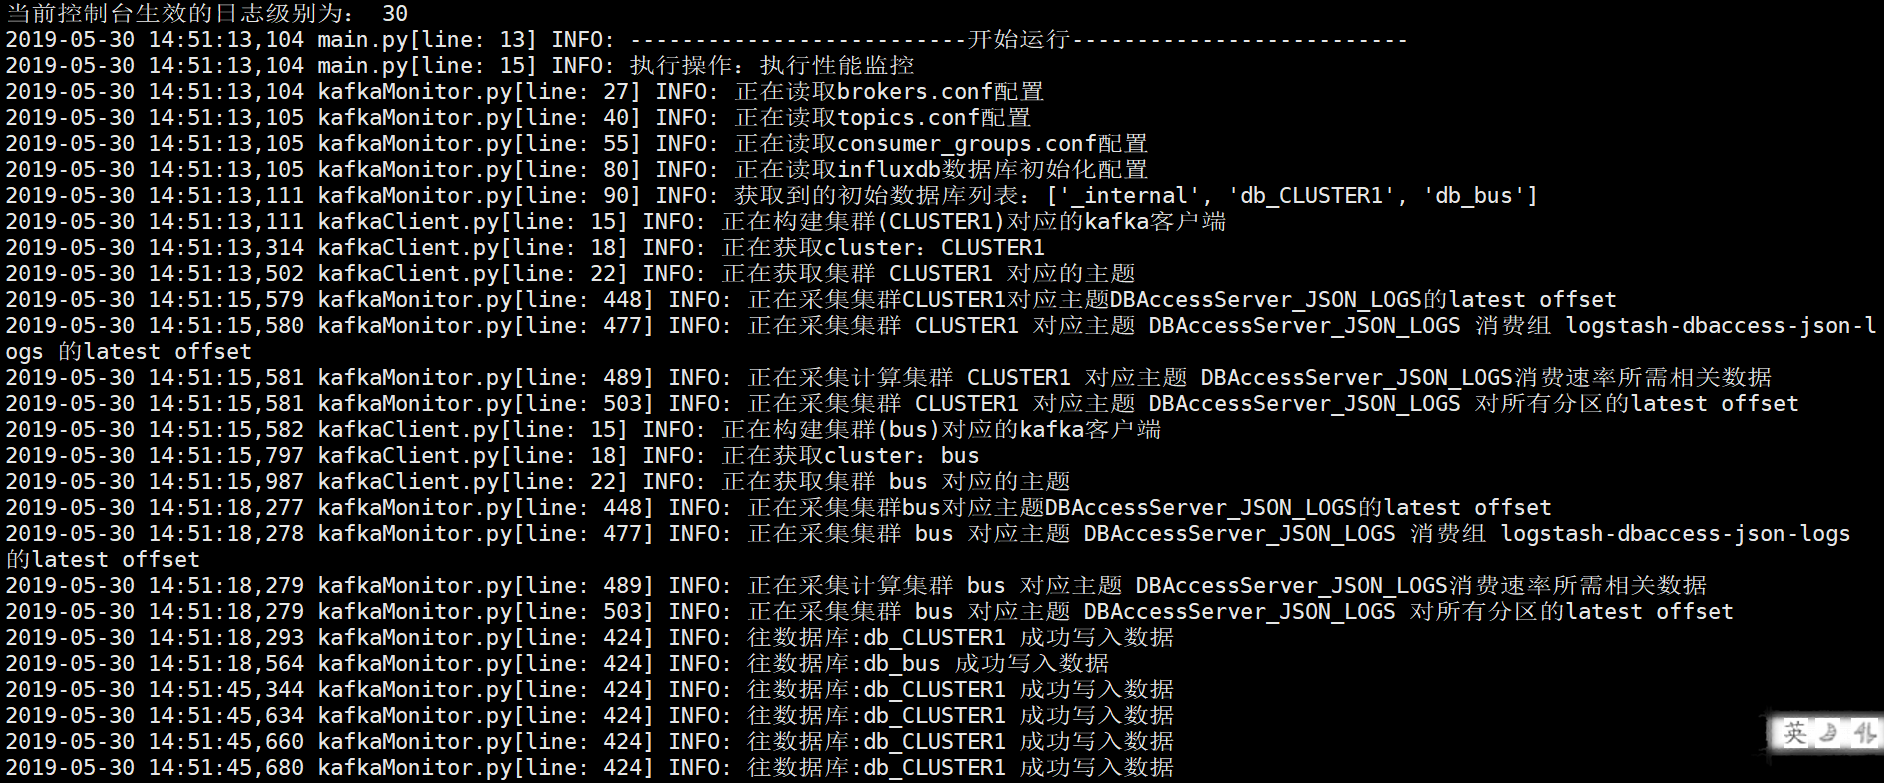 当前控制台生效的日志级别为： 30
2019-05-30 14:51:13,104 main.py[line: 13] INFO: --------------------------开始运行--------------------------
2019-05-30 14:51:13,104 main.py[line: 15] INFO: 执行操作：执行性能监控
2019-05-30 14:51:13,104 kafkaMonitor.py[line: 27] INFO: 正在读取brokers.conf配置
2019-05-30 14:51:13,105 kafkaMonitor.py[line: 40] INFO: 正在读取topics.conf配置
2019-05-30 14:51:13,105 kafkaMonitor.py[line: 55] INFO: 正在读取consumer_groups.conf配置
2019-05-30 14:51:13,105 kafkaMonitor.py[line: 80] INFO: 正在读取influxdb数据库初始化配置
2019-05-30 14:51:13,111 kafkaMonitor.py[line: 90] INFO: 获取到的初始数据库列表：['_internal', 'db_CLUSTER1', 'db_bus']
2019-05-30 14:51:13,111 kafkaClient.py[line: 15] INFO: 正在构建集群(CLUSTER1)对应的kafka客户端
2019-05-30 14:51:13,314 kafkaClient.py[line: 18] INFO: 正在获取cluster：CLUSTER1
2019-05-30 14:51:13,502 kafkaClient.py[line: 22] INFO: 正在获取集群 CLUSTER1 对应的主题
2019-05-30 14:51:15,579 kafkaMonitor.py[line: 448] INFO: 正在采集集群CLUSTER1对应主题DBAccessServer_JSON_LOGS的latest offset
2019-05-30 14:51:15,580 kafkaMonitor.py[line: 477] INFO: 正在采集集群 CLUSTER1 对应主题 DBAccessServer_JSON_LOGS 消费组 logstash-dbaccess-json-l
ogs 的latest offset
2019-05-30 14:51:15,581 kafkaMonitor.py[line: 489] INFO: 正在采集计算集群 CLUSTER1 对应主题 DBAccessServer_JSON_LOGS消费速率所需相关数据
2019-05-30 14:51:15,581 kafkaMonitor.py[line: 503] INFO: 正在采集集群 CLUSTER1 对应主题 DBAccessServer_JSON_LOGS 对所有分区的latest offset
2019-05-30 14:51:15,582 kafkaClient.py[line: 15] INFO: 正在构建集群(bus)对应的kafka客户端
2019-05-30 14:51:15,797 kafkaClient.py[line: 18] INFO: 正在获取cluster：bus
2019-05-30 14:51:15,987 kafkaClient.py[line: 22] INFO: 正在获取集群 bus 对应的主题
2019-05-30 14:51:18,277 kafkaMonitor.py[line: 448] INFO: 正在采集集群bus对应主题DBAccessServer_JSON_LOGS的latest offset
2019-05-30 14:51:18,278 kafkaMonitor.py[line: 477] INFO: 正在采集集群 bus 对应主题 DBAccessServer_JSON_LOGS 消费组 logstash-dbaccess-json-logs
的latest offset
2019-05-30 14:51:18,279 kafkaMonitor.py[line: 489] INFO: 正在采集计算集群 bus 对应主题 DBAccessServer_JSON_LOGS消费速率所需相关数据
2019-05-30 14:51:18,279 kafkaMonitor.py[line: 503] INFO: 正在采集集群 bus 对应主题 DBAccessServer_JSON_LOGS 对所有分区的latest offset
2019-05-30 14:51:18,293 kafkaMonitor.py[line: 424] INFO: 往数据库:db_CLUSTER1 成功写入数据
2019-05-30 14:51:18,564 kafkaMonitor.py[line: 424] INFO: 往数据库:db_bus 成功写入数据
2019-05-30 14:51:45,344 kafkaMonitor.py[line: 424] INFO: 往数据库:db_CLUSTER1 成功写入数据
2019-05-30 14:51:45,634 kafkaMonitor.py[line: 424] INFO: 往数据库:db_CLUSTER1 成功写入数据
2019-05-30 14:51:45,660 kafkaMonitor.py[line: 424] INFO: 往数据库:db_CLUSTER1 成功写入数据
2019-05-30 14:51:45,680 kafkaMonitor.py[line: 424] INFO: 往数据库:db_CLUSTER1 成功写入数据
英